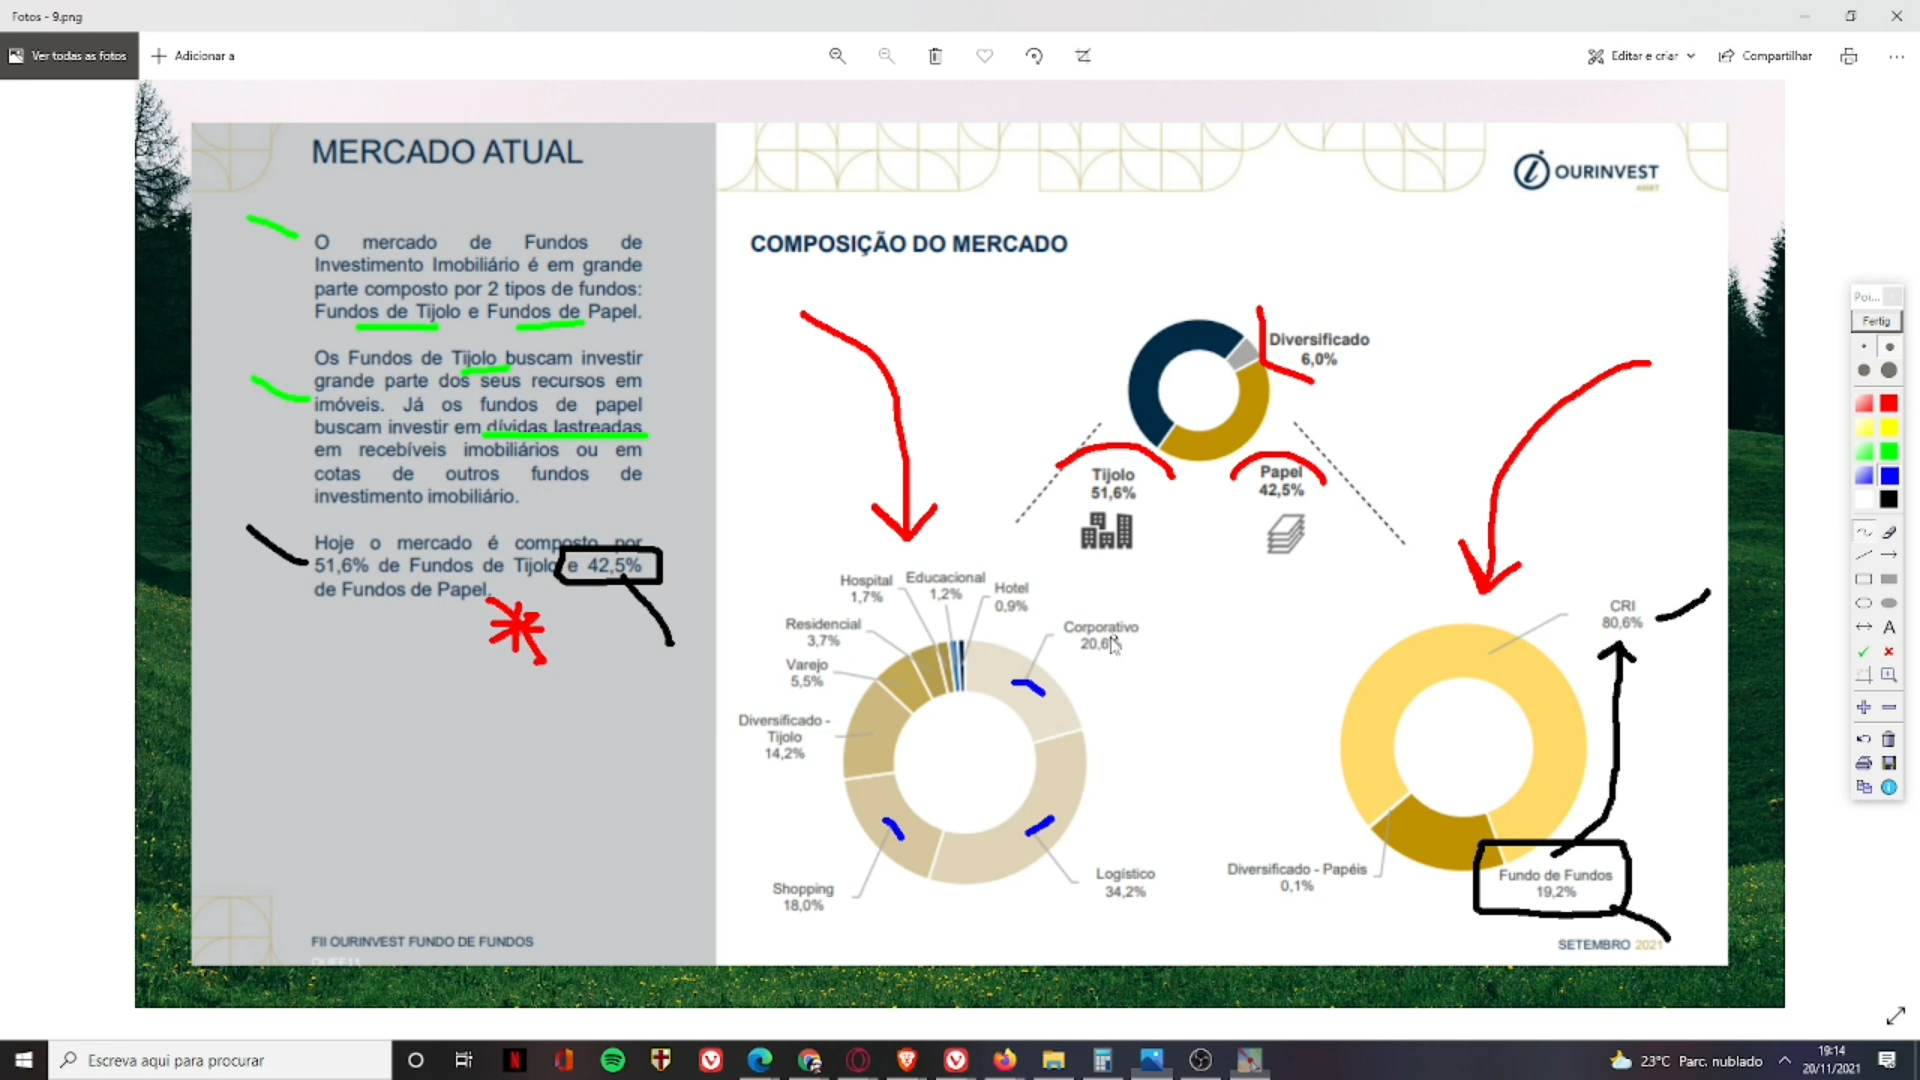 Fotos - 9.png
Ver todas as fotos
Adicionar a
Editar e criar
Compartilhar
MERCADO ATUAL
OURINVEST
ASSET
O mercado de Fundos de
Investimento Imobiliário é em grande
parte composto por 2 tipos de fundos:
Fundos de Tijolo e Fundos de Papel.
Os Fundos de Tijolo buscam investir
grande parte dos seus recursos em
imóveis. Já os fundos de papel
buscam investir em dívidas lastreadas
em recebíveis imobiliários ou em
cotas de outros fundos de
investimento imobiliário.
Hoje o mercado é composto por
51,6% de Fundos de Tijolo e 42,5%
de Fundos de Papel.
FII OURINVEST FUNDO DE FUNDOS
COMPOSIÇÃO DO MERCADO
Diversificado
6,0%
Tijolo
51,6%
Papel
42,5%
Hospital
1,7%
Educacional
1,2%
Hotel
0,9%
Residencial
3,7%
Corporativo
20,6%
Varejo
5,5%
Diversificado -
Tijolo
14,2%
Shopping
18,0%
Logístico
34,2%
CRI
80,6%
Diversificado - Papéis
0,1%
Fundo de Fundos
19,2%
SETEMBRO 2021
Poi...
Fertig
A
Escreva aqui para procurar
23°C Parc. nublado
19:14
20/11/2021